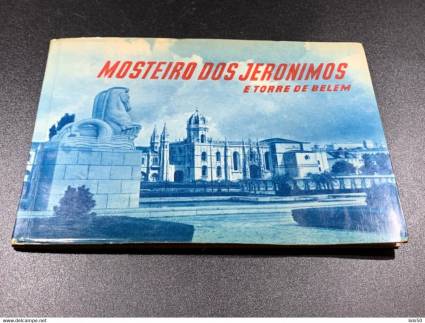 MOSTEIRO DOS JERONIMOS
E TORRE DE BELEM